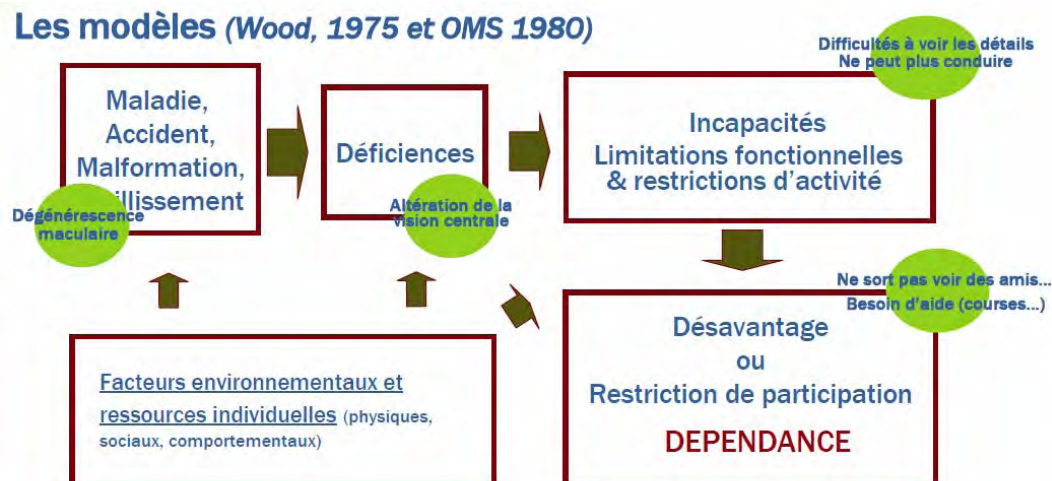 Les modèles (Wood, 1975 et OMS 1980)
Maladie,
Accident,
Malformation,
illissement
Dégénérescence
maculaire
Déficiences
Altération de la
vision centrale
Difficultés à voir les détails
Ne peut plus conduire
Incapacités
Limitations fonctionnelles
& restrictions d'activité
Ne sort pas voir des amis...
Besoin d'aide (courses...)
Désavantage
ou
Restriction de participation
DEPENDANCE
Facteurs environnementaux et
ressources individuelles (physiques,
sociaux, comportementaux)